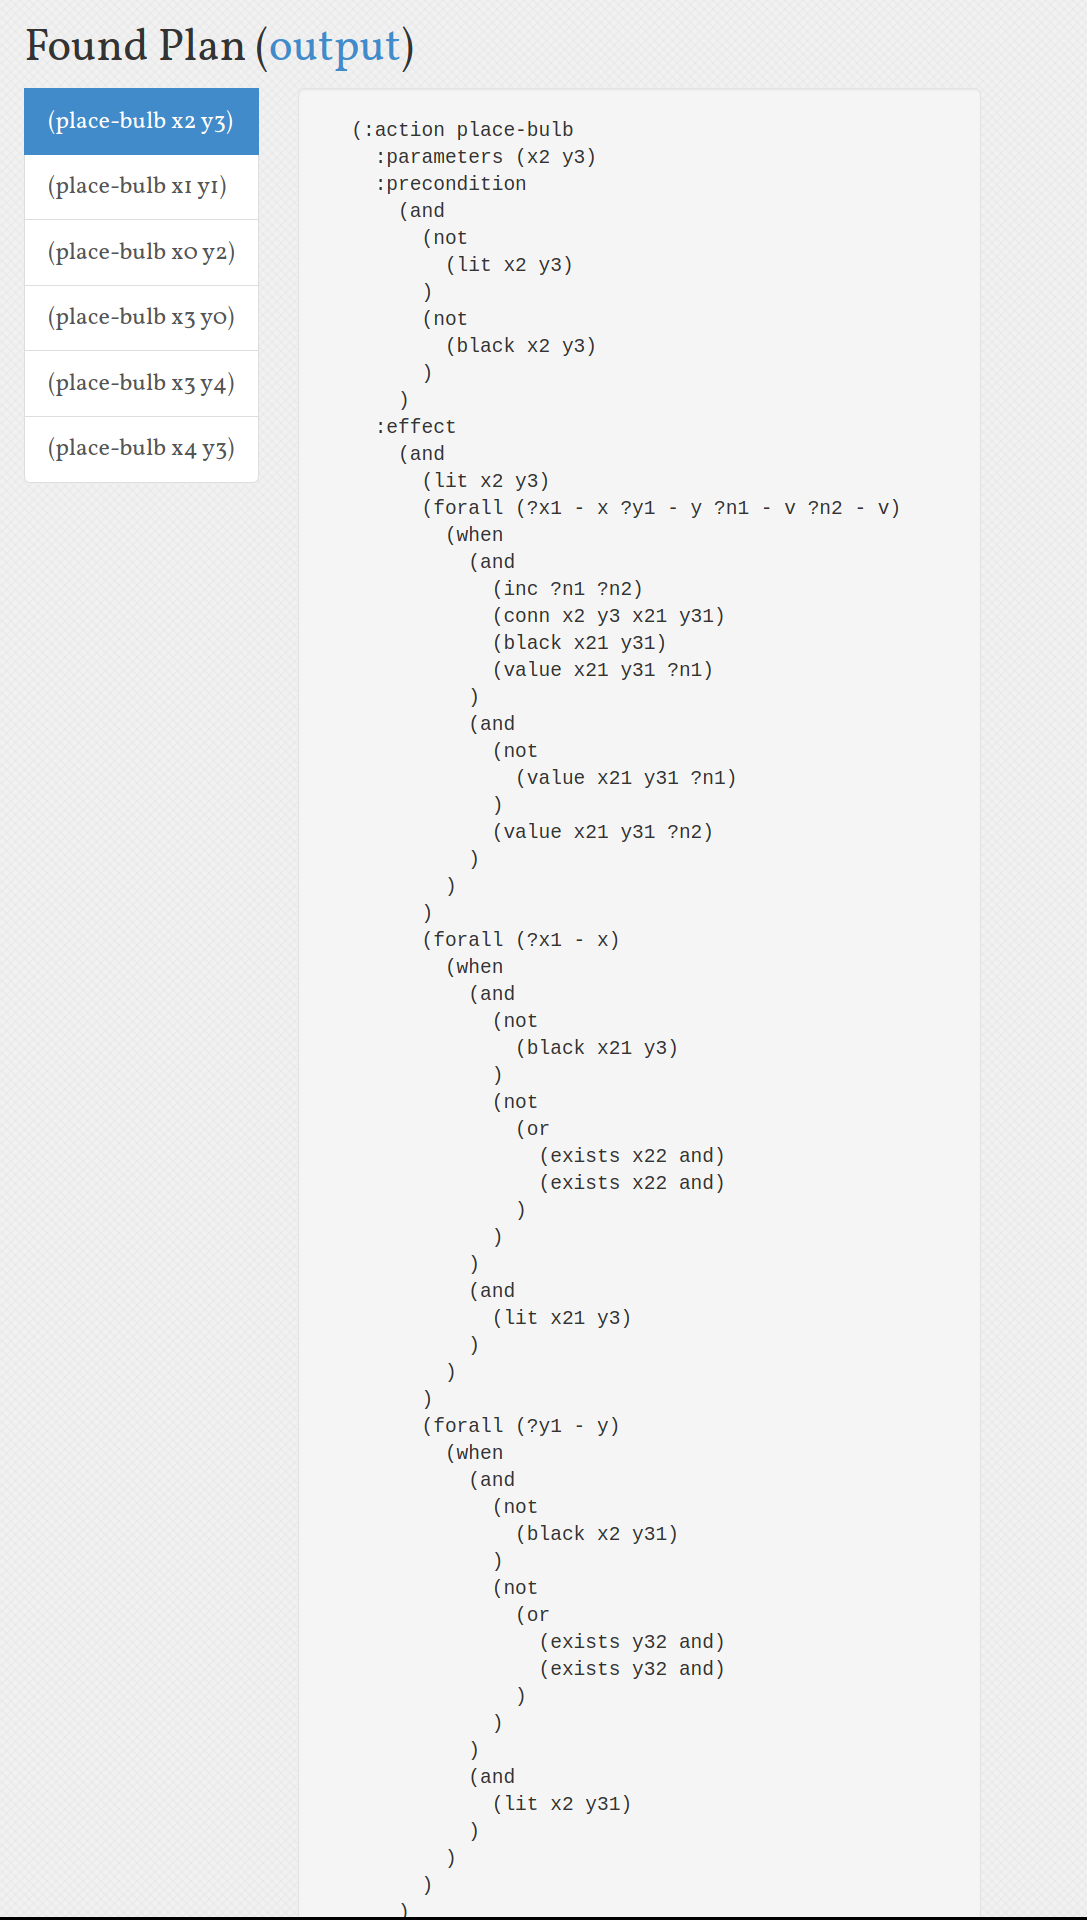 Found Plan (output)
(place-bulb x2 y3)
(place-bulb x1 y1)
(place-bulb x0 y2)
(place-bulb x3 y0)
(place-bulb x3 y4)
(place-bulb x4 y3)
(:action place-bulb
  :parameters (x2 y3)
  :precondition
    (and
      (not
        (lit x2 y3)
      )
      (not
        (black x2 y3)
      )
    )
  :effect
    (and
      (lit x2 y3)
      (forall (?x1 - x ?y1 - y ?n1 - v ?n2 - v)
        (when
          (and
            (inc ?n1 ?n2)
            (conn x2 y3 x21 y31)
            (black x21 y31)
            (value x21 y31 ?n1)
          )
          (and
            (not
              (value x21 y31 ?n1)
            )
            (value x21 y31 ?n2)
          )
        )
      )
      (forall (?x1 - x)
        (when
          (and
            (not
              (black x21 y3)
            )
            (not
              (or
                (exists x22 and)
                (exists x22 and)
              )
            )
          )
          (and
            (lit x21 y3)
          )
        )
      )
      (forall (?y1 - y)
        (when
          (and
            (not
              (black x2 y31)
            )
            (not
              (or
                (exists y32 and)
                (exists y32 and)
              )
            )
          )
          (and
            (lit x2 y31)
          )
        )
      )
    )